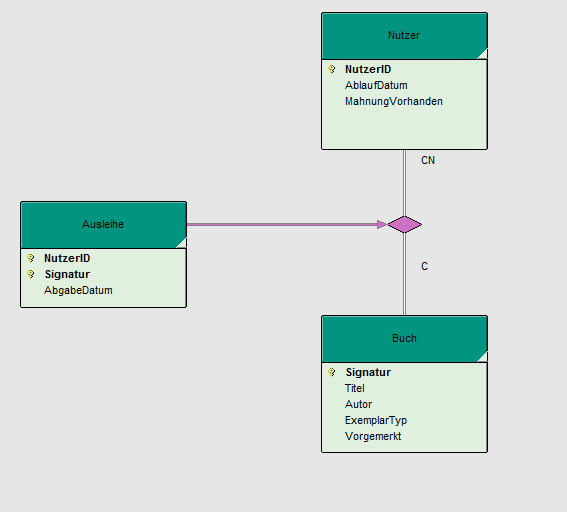 Nutzer
NutzerID
AblaufDatum
MahnungVorhanden
CN
Ausleihe
NutzerID
Signatur
AbgabeDatum
C
Buch
Signatur
Titel
Autor
ExemplarTyp
Vorgemerkt